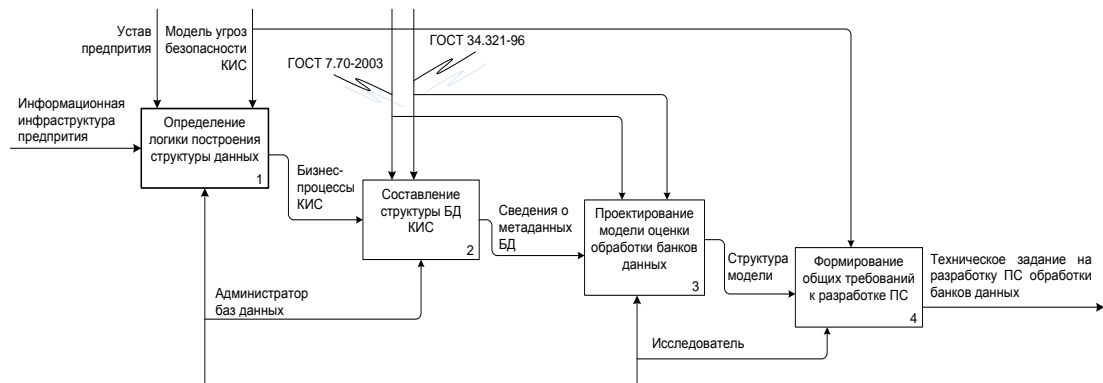 Устав
предпрития
Модель угроз
безопасности
КИС
ГОСТ 7.70-2003
ГОСТ 34.321-96
Информационная
инфраструктура
предпрития
Определение
логики построения
структуры данных
1
Бизнес-
процессы
КИС
Составление
структуры БД
КИС
2
Сведения о
метаданных
БД
Проектирование
модели оценки
обработки банков
данных
3
Структура
модели
Формирование
общих требований
к разработке ПС
4
Техническое задание на
разработку ПС обработки
банков данных
Администратор
баз данных
Исследователь